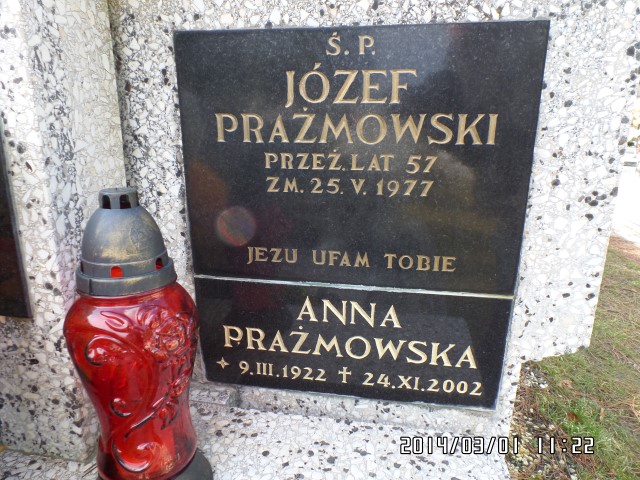 Ś. P.
JÓZEF
PRAŻMOWSKI
PRZEŻ. LAT 57
ZM. 25. V. 1977
JEZU UFAM TOBIE
ANNA
PRAŻMOWSKA
✦ 9.III.1922 ✝ 24.XI.2002
2014/03/01 11:22